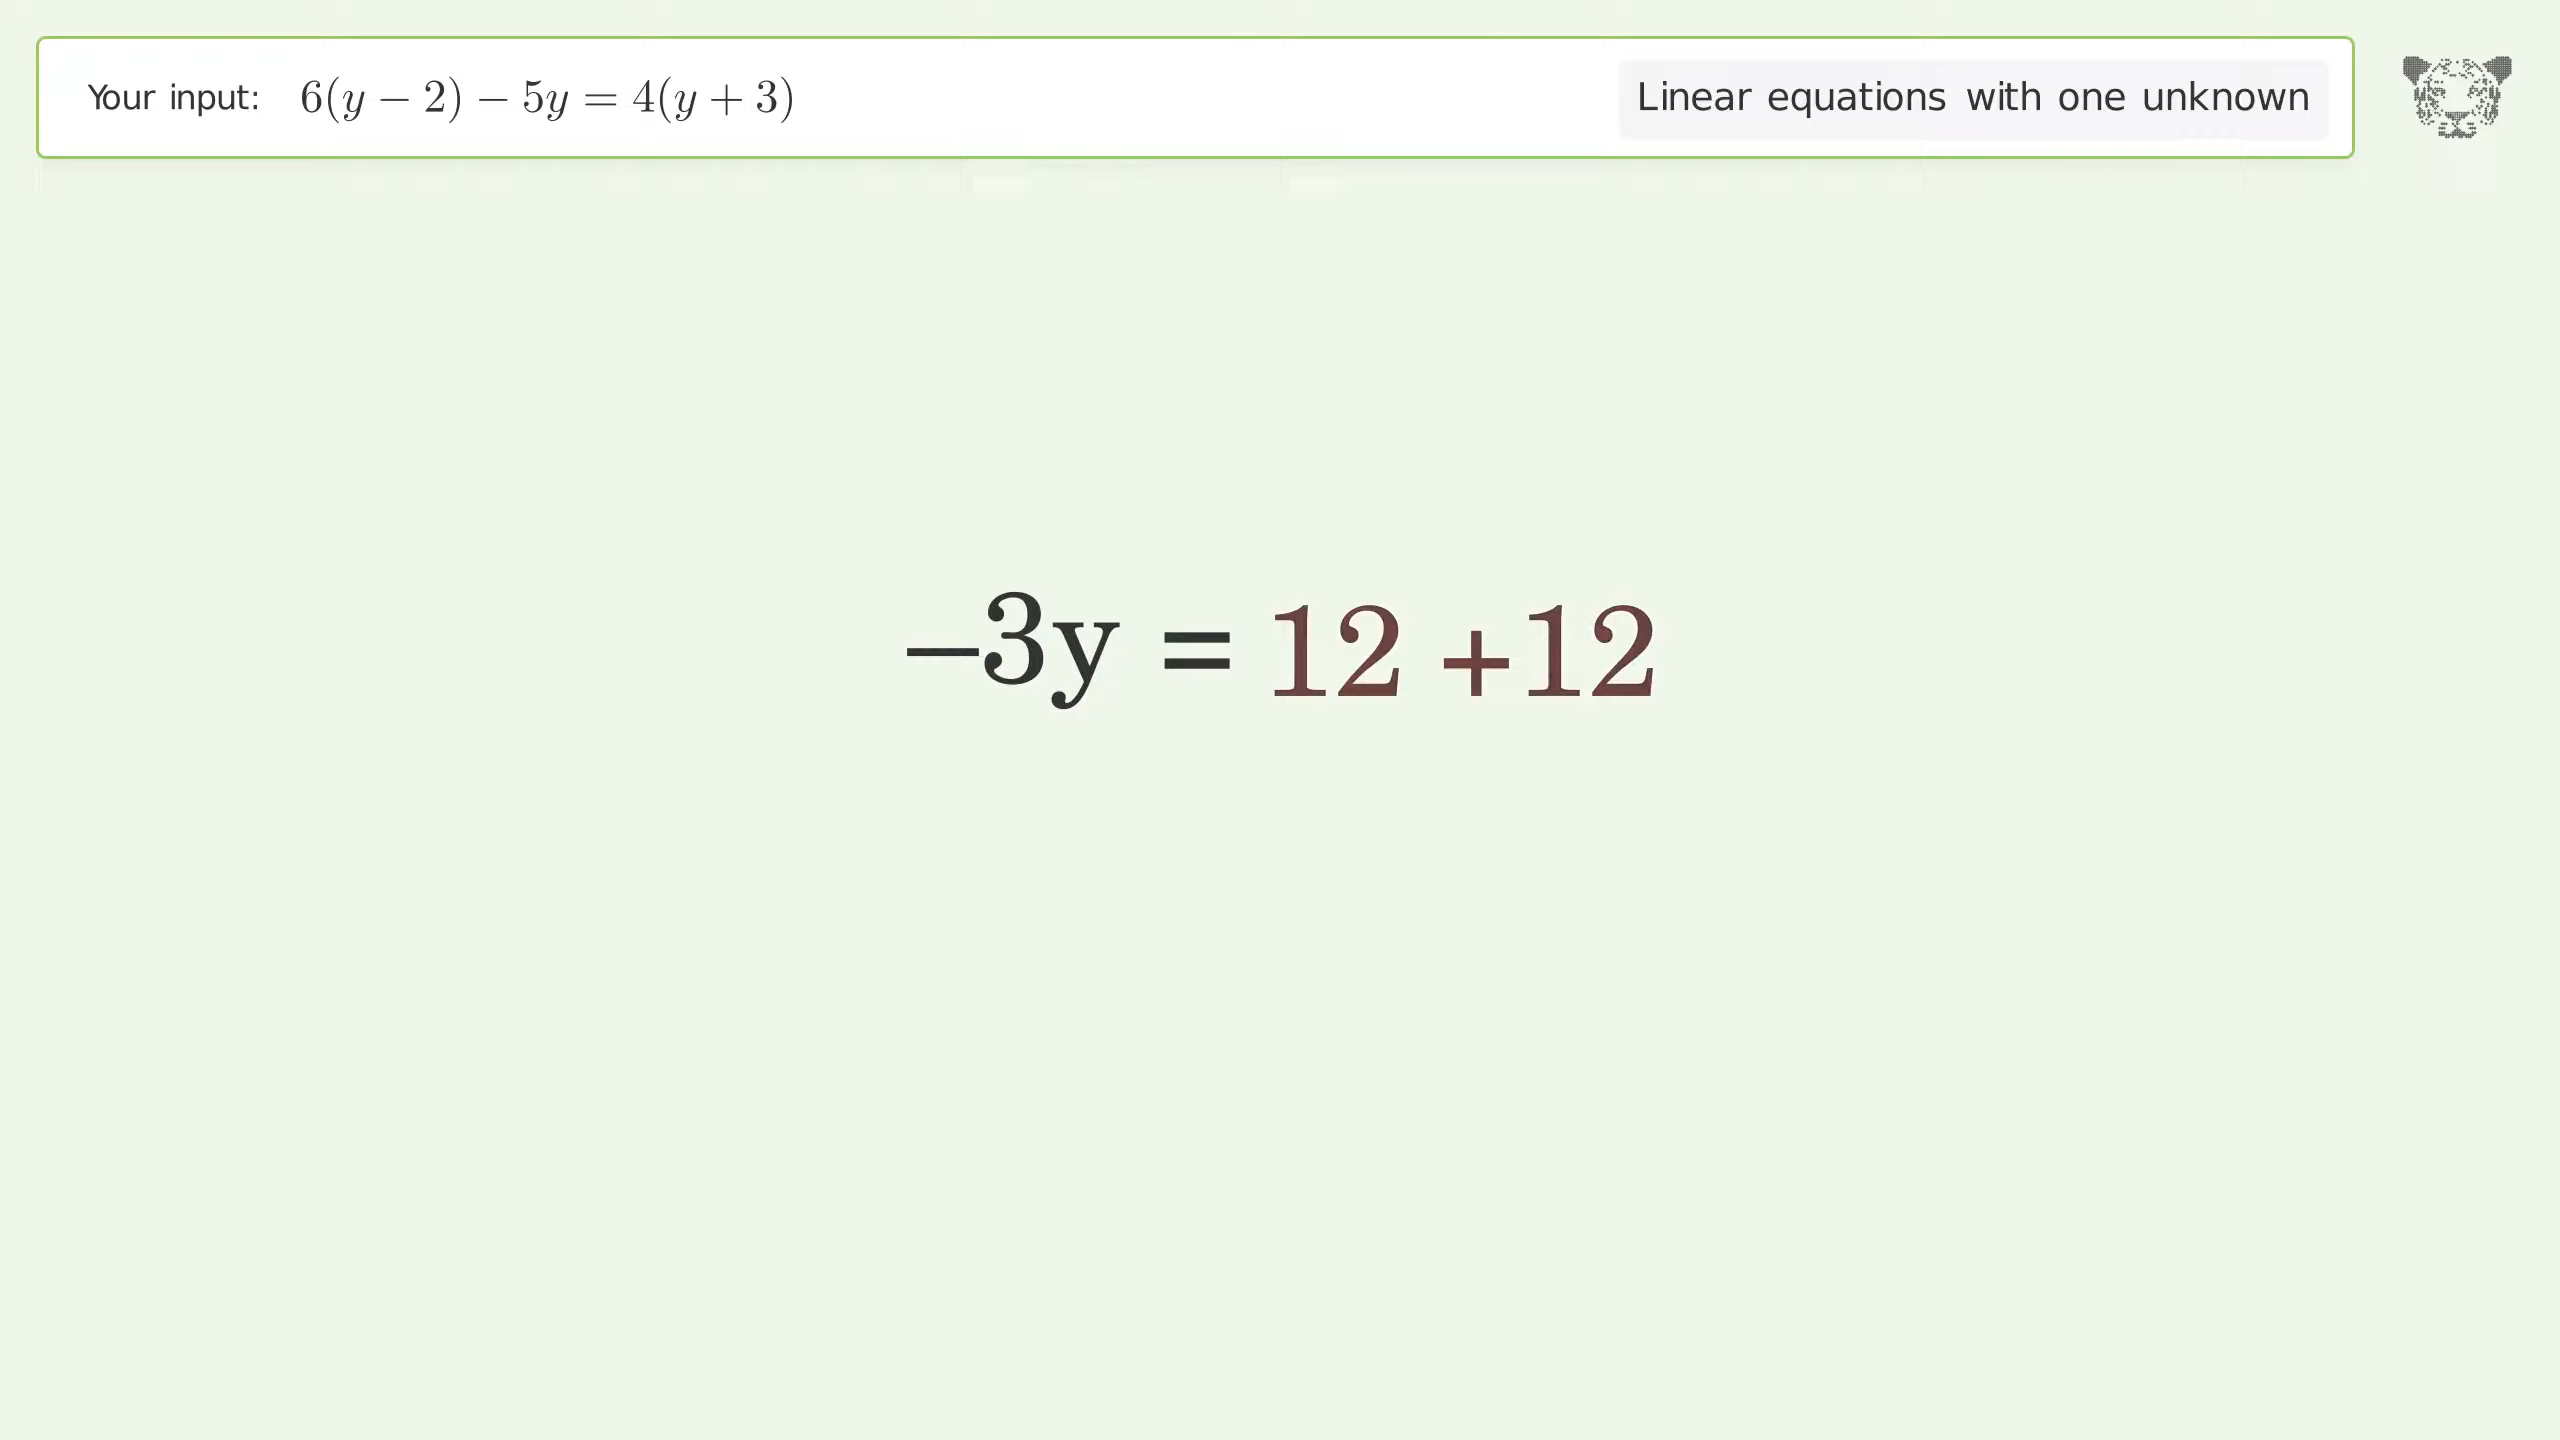 Your input: 6(y − 2) − 5y = 4(y + 3) Linear equations with one unknown
−3y = 12 +12